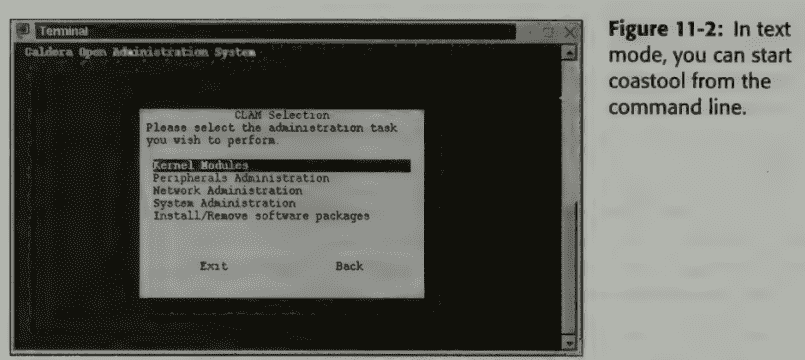 Terminal
Caldera Open Administration System
CLAM Selection
Please select the administration task
you wish to perform.
Kernel Modules
Peripherals Administration
Network Administration
System Administration
Install/Remove software packages
Exit Back
Figure 11-2: In text
mode, you can start
coastool from the
command line.